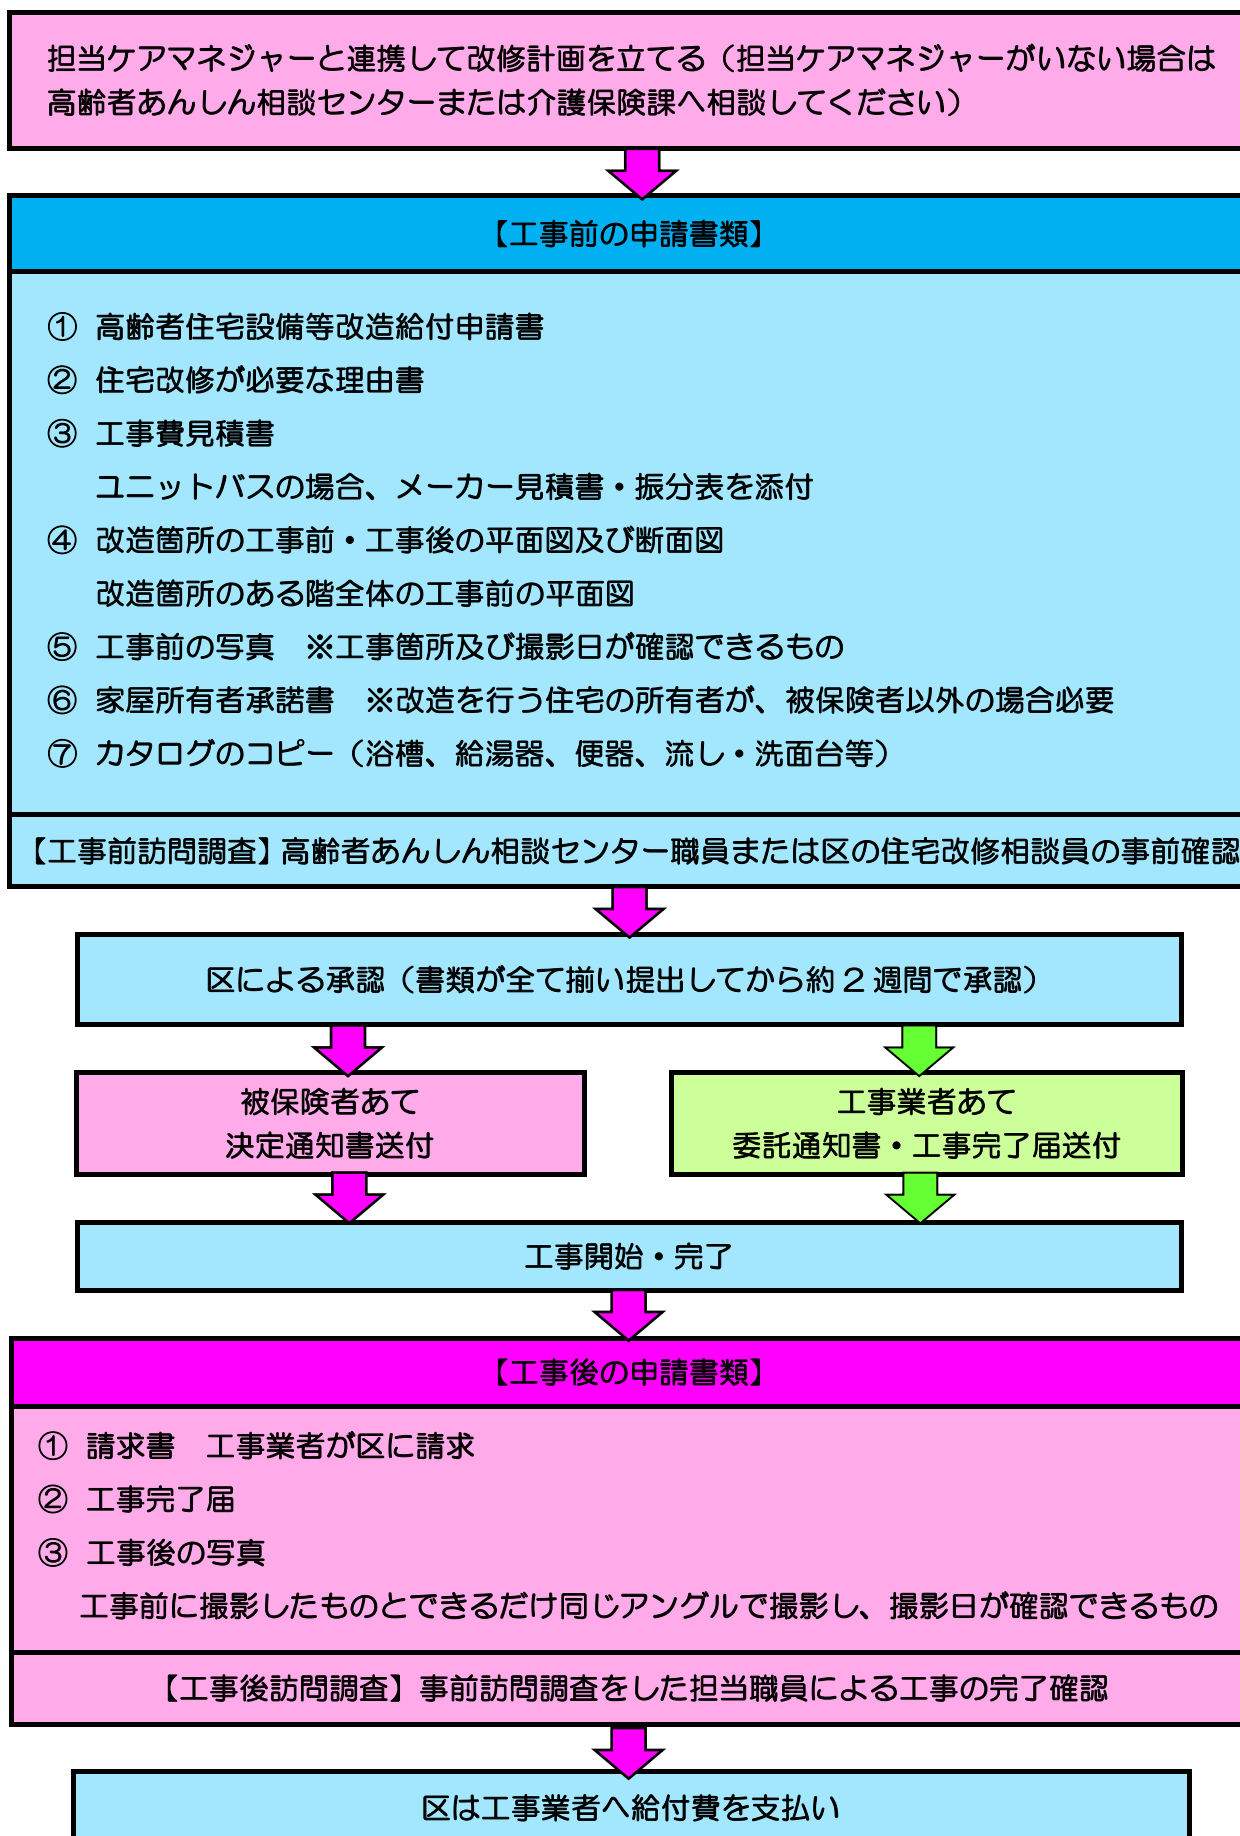 担当ケアマネジャーと連携して改修計画を立てる（担当ケアマネジャーがいない場合は
高齢者あんしん相談センターまたは介護保険課へ相談してください）
【工事前の申請書類】
① 高齢者住宅設備等改造給付申請書
② 住宅改修が必要な理由書
③ 工事費見積書
ユニットバスの場合、メーカー見積書・振分表を添付
④ 改造箇所の工事前・工事後の平面図及び断面図
改造箇所のある階全体の工事前の平面図
⑤ 工事前の写真　※工事箇所及び撮影日が確認できるもの
⑥ 家屋所有者承諾書　※改造を行う住宅の所有者が、被保険者以外の場合必要
⑦ カタログのコピー（浴槽、給湯器、便器、流し・洗面台等）
【工事前訪問調査】高齢者あんしん相談センター職員または区の住宅改修相談員の事前確認
区による承認（書類が全て揃い提出してから約２週間で承認）
被保険者あて
決定通知書送付
工事業者あて
委託通知書・工事完了届送付
工事開始・完了
【工事後の申請書類】
① 請求書　工事業者が区に請求
② 工事完了届
③ 工事後の写真
工事前に撮影したものとできるだけ同じアングルで撮影し、撮影日が確認できるもの
【工事後訪問調査】事前訪問調査をした担当職員による工事の完了確認
区は工事業者へ給付費を支払い